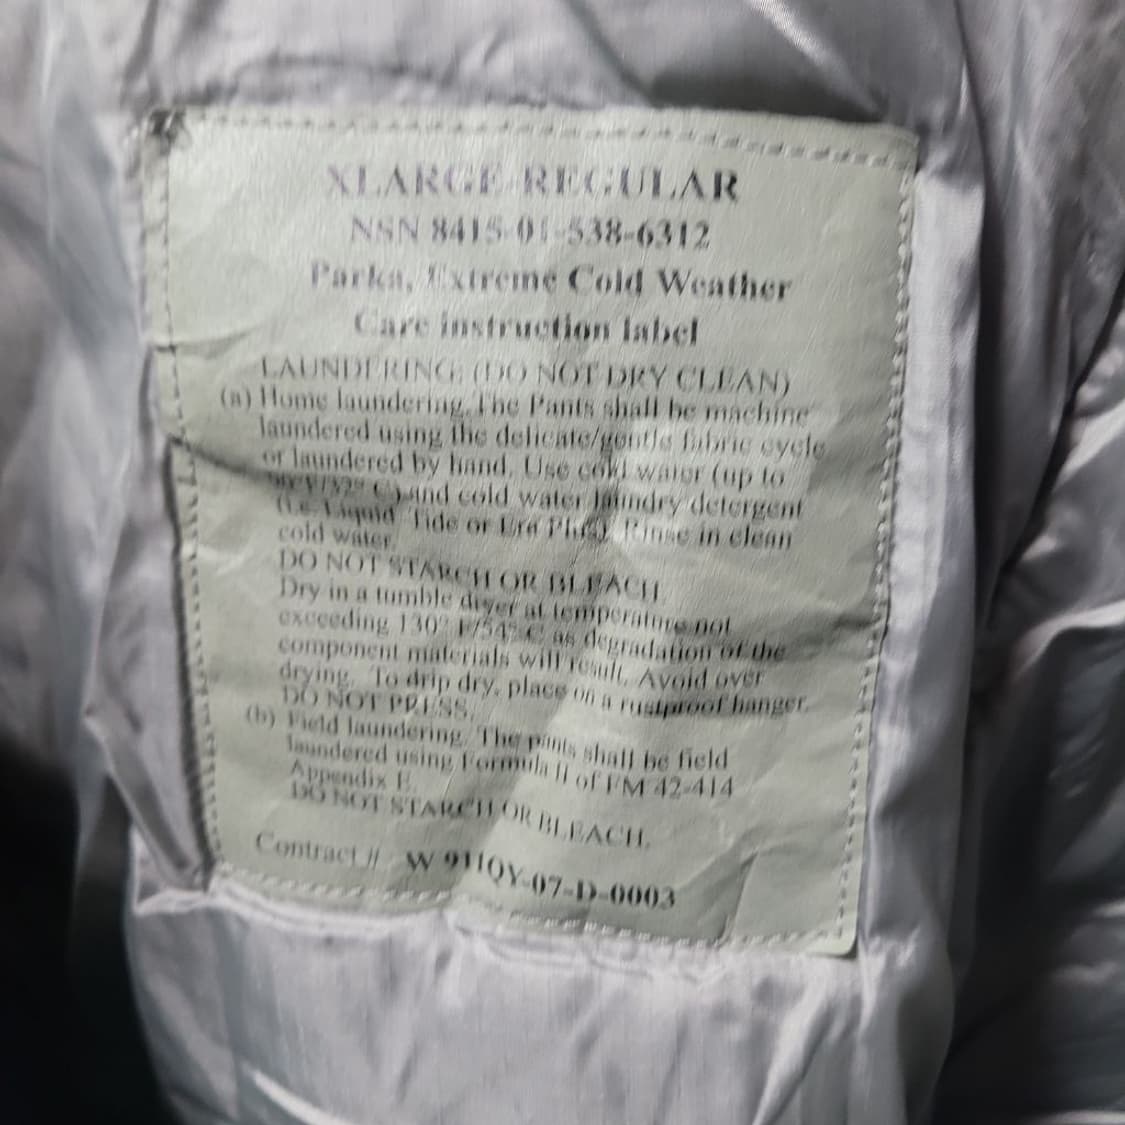 XLARGE-REGULAR
NSN 8415-01-538-6312
Parka, Extreme Cold Weather
Care instruction label
LAUNDERING: (DO NOT DRY CLEAN)
(a) Home laundering. The Pants shall be machine
laundered using the delicate/gentle fabric cycle
or laundered by hand. Use cold water (up to
90° F/32° C) and cold water laundry detergent
(i.e. Liquid Tide or Era Plus). Rinse in clean
cold water.
DO NOT STARCH OR BLEACH.
Dry in a tumble dryer at temperature not
exceeding 130° F/54° C as degradation of the
component materials will result. Avoid over
drying. To drip dry, place on a rustproof hanger.
DO NOT PRESS.
(b) Field laundering. The pants shall be field
laundered using Formula II of FM 42-414
Appendix E.
DO NOT STARCH OR BLEACH.
Contract # W 911QY-07-D-0003